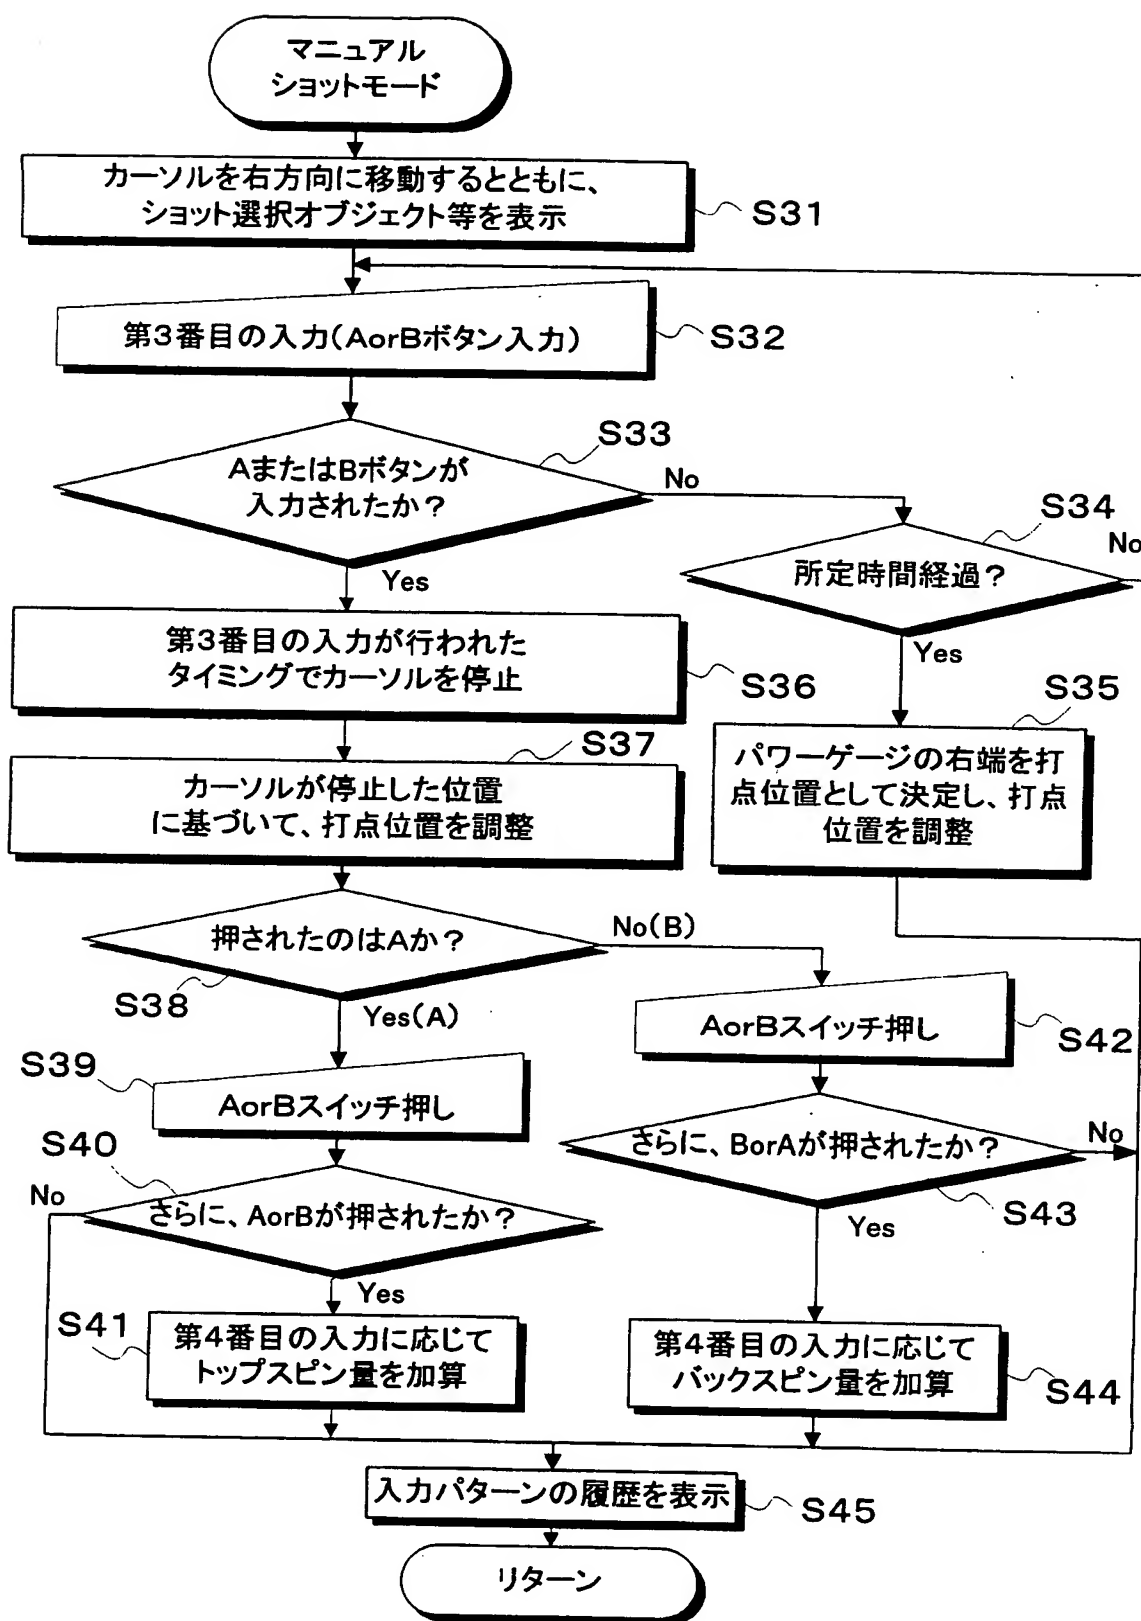 マニュアル
ショットモード
カーソルを右方向に移動するとともに、
ショット選択オブジェクト等を表示
S31
第3番目の入力(AorBボタン入力)
S32
S33
AまたはBボタンが
入力されたか?
No
Yes
S34
所定時間経過?
No
Yes
第3番目の入力が行われた
タイミングでカーソルを停止
S36
S35
パワーゲージの右端を打
点位置として決定し、打点
位置を調整
S37
カーソルが停止した位置
に基づいて、打点位置を調整
押されたのはAか?
No(B)
S38
Yes(A)
S39
AorBスイッチ押し
AorBスイッチ押し
S42
S40
さらに、AorBが押されたか?
No
Yes
さらに、BorAが押されたか?
No
S43
Yes
S41
第4番目の入力に応じて
トップスピン量を加算
第4番目の入力に応じて
バックスピン量を加算
S44
入力パターンの履歴を表示
S45
リターン